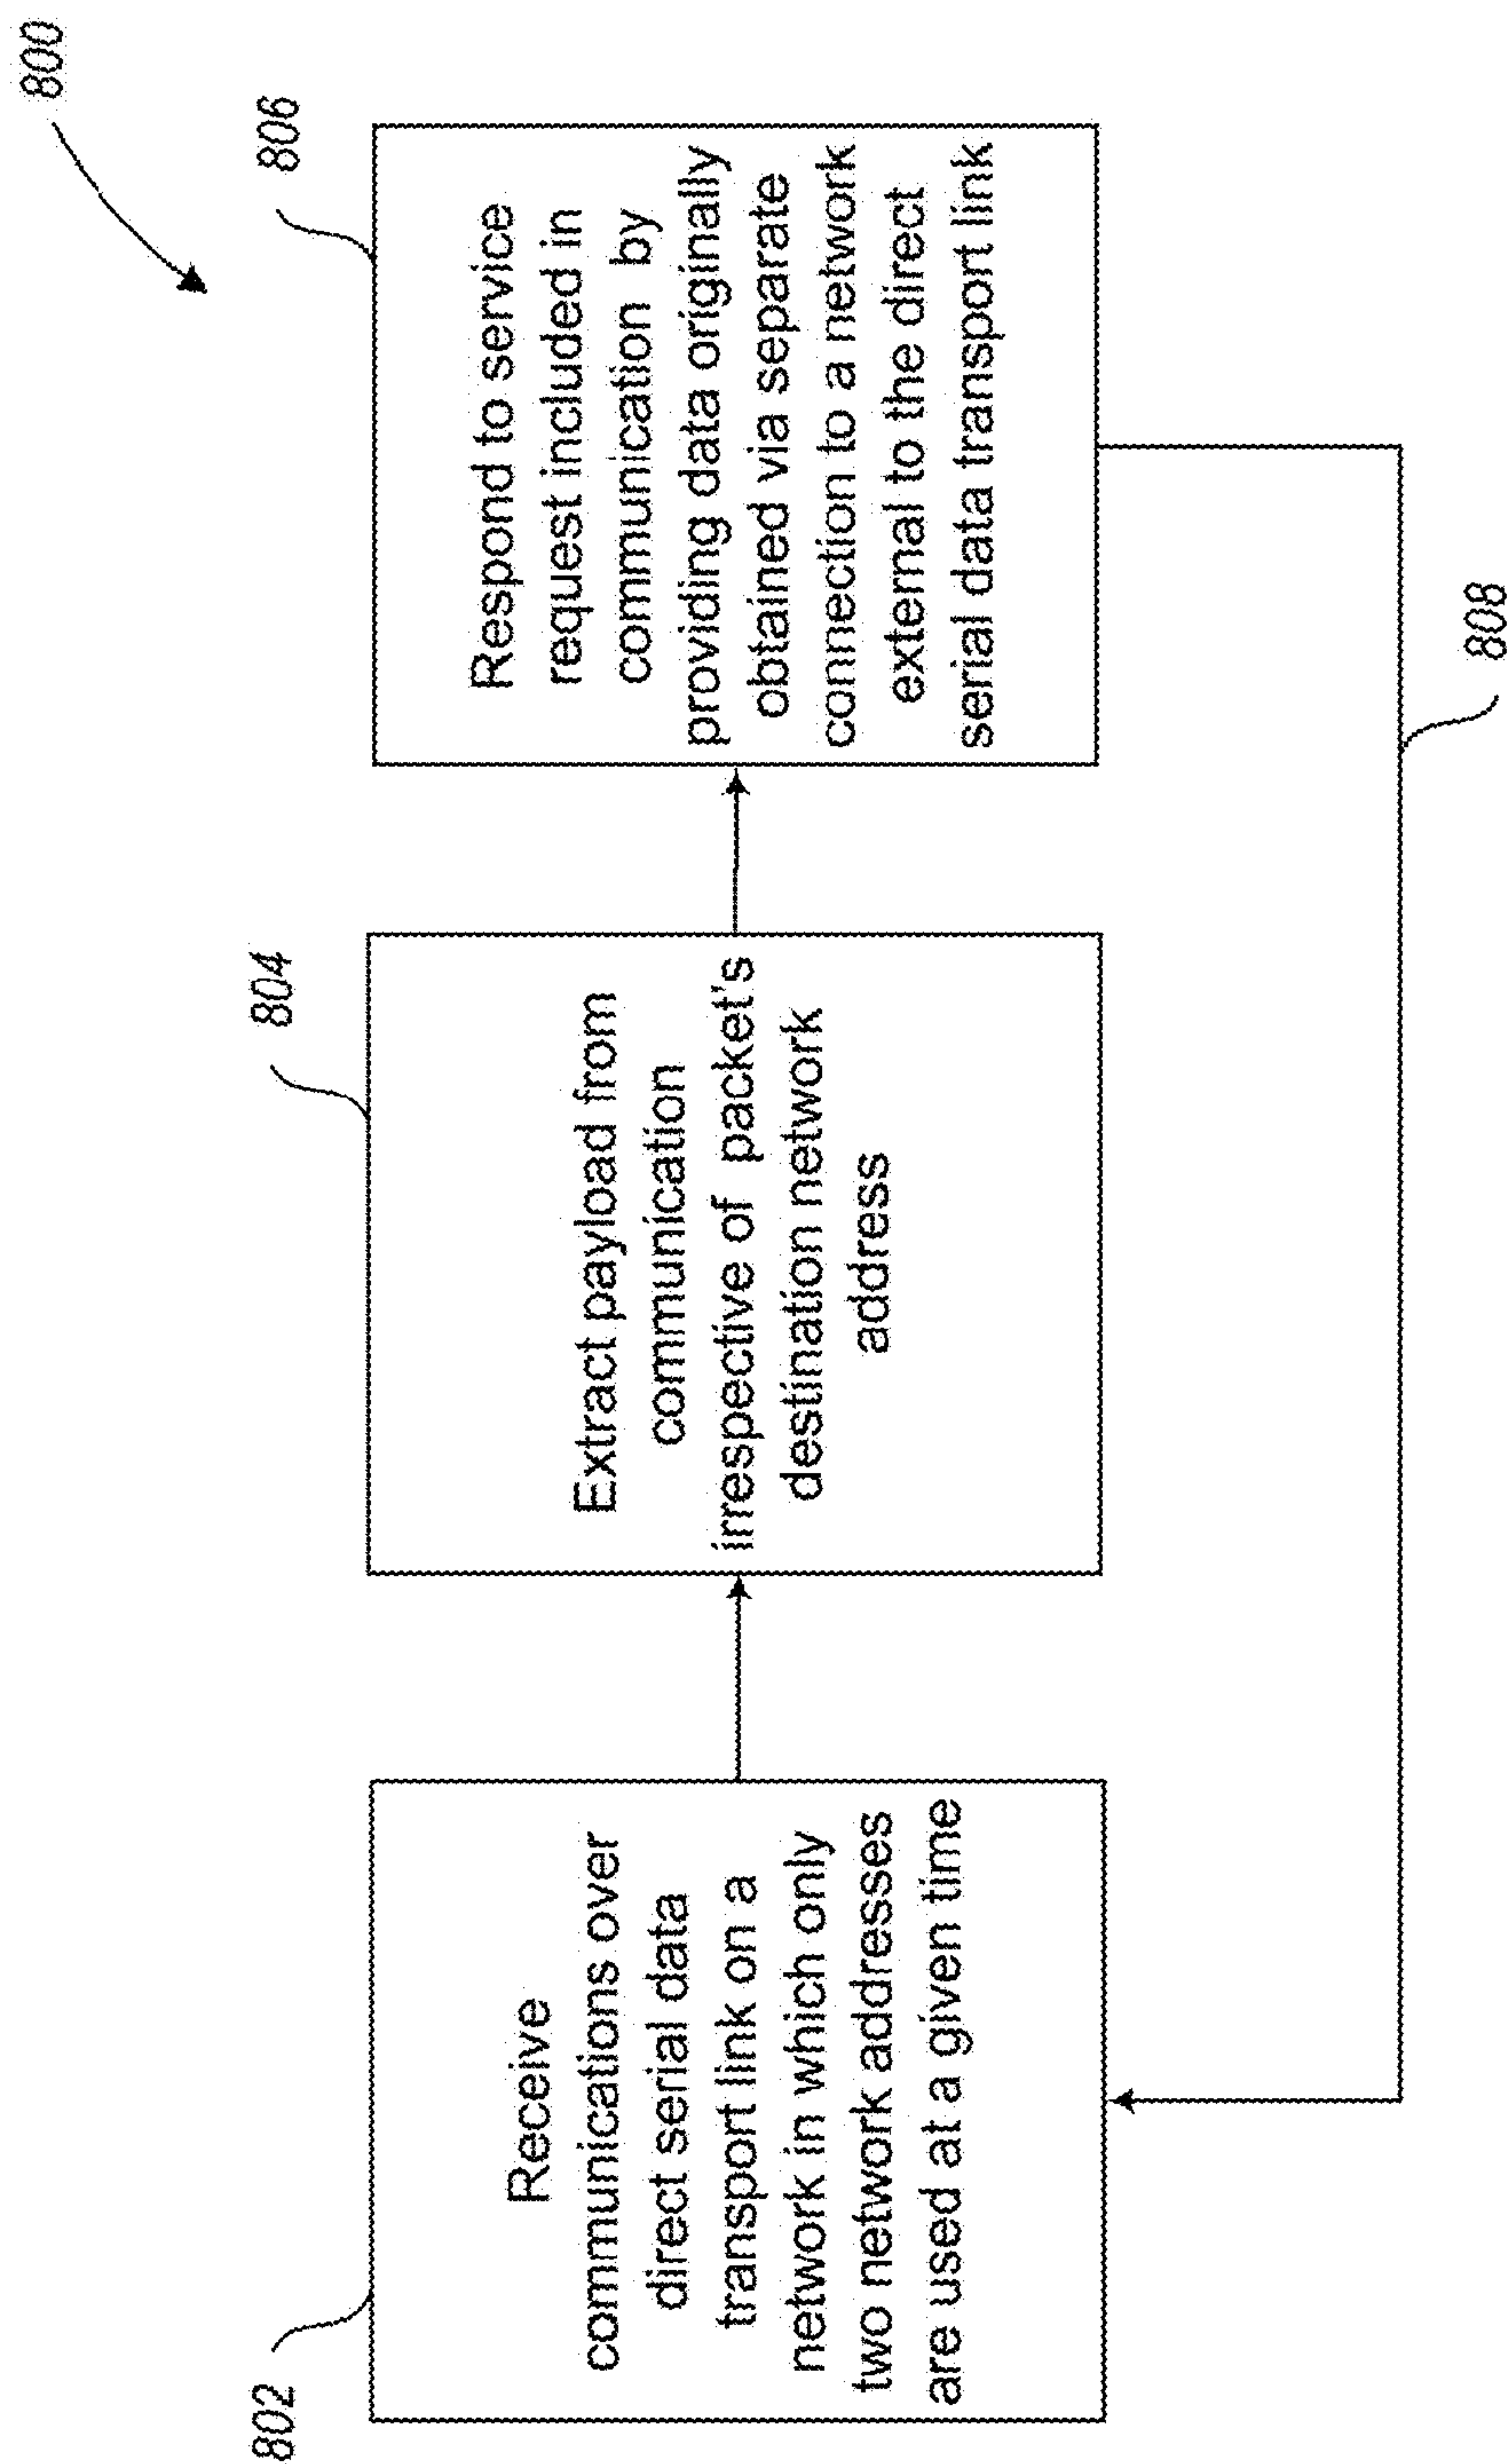 800
802
Receive
communications over
direct serial data
transport link on a
network in which only
two network addresses
are used at a given time
804
Extract payload from
communication
irrespective of packet's
destination network
address
806
Respond to service
request included in
communication by
providing data originally
obtained via separate
connection to a network
external to the direct
serial data transport link
808